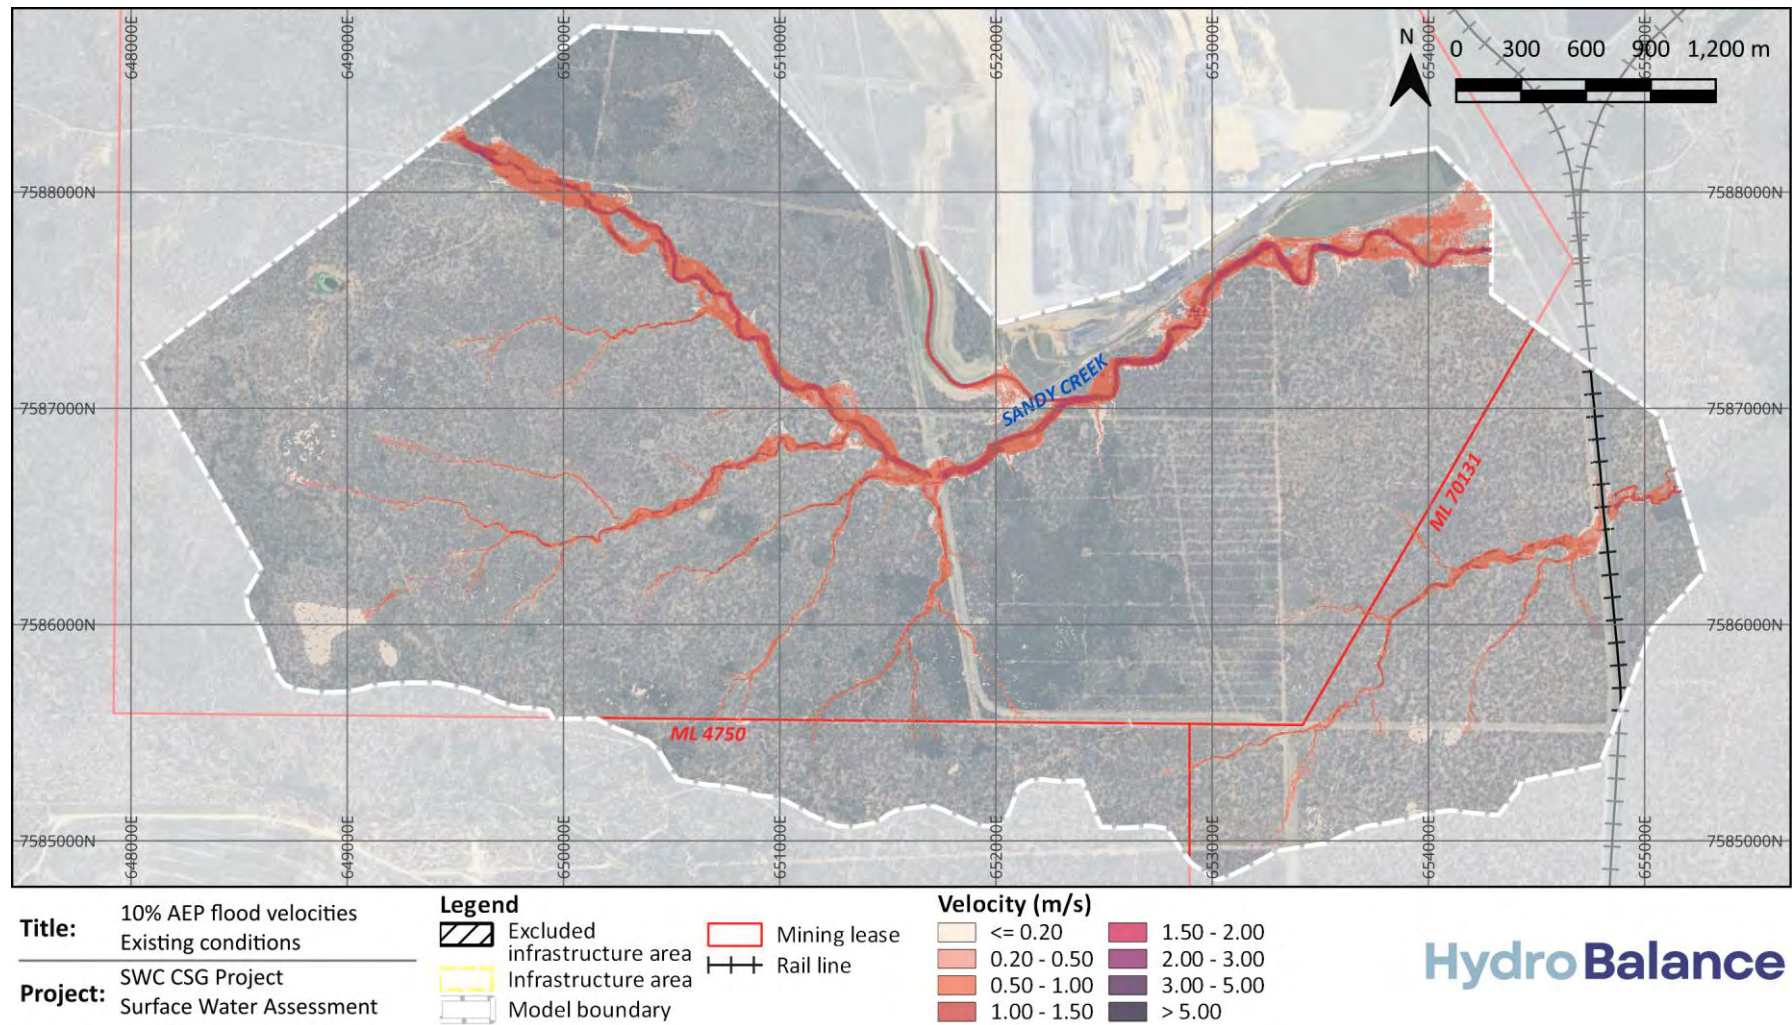 648000E 649000E 650000E 651000E 652000E 653000E 654000E 655000E
N
0 300 600 900 1,200 m
7588000N 7588000N
7587000N 7587000N
SANDY CREEK
ML 70131
7586000N 7586000N
ML 4750
7585000N 7585000N
648000E 649000E 650000E 651000E 652000E 653000E 654000E 655000E
Title: 10% AEP flood velocities
Existing conditions
Project: SWC CSG Project
Surface Water Assessment
Legend
Excluded
infrastructure area
Infrastructure area
Model boundary
Mining lease
Rail line
Velocity (m/s)
<= 0.20
0.20 - 0.50
0.50 - 1.00
1.00 - 1.50
1.50 - 2.00
2.00 - 3.00
3.00 - 5.00
> 5.00
HydroBalance